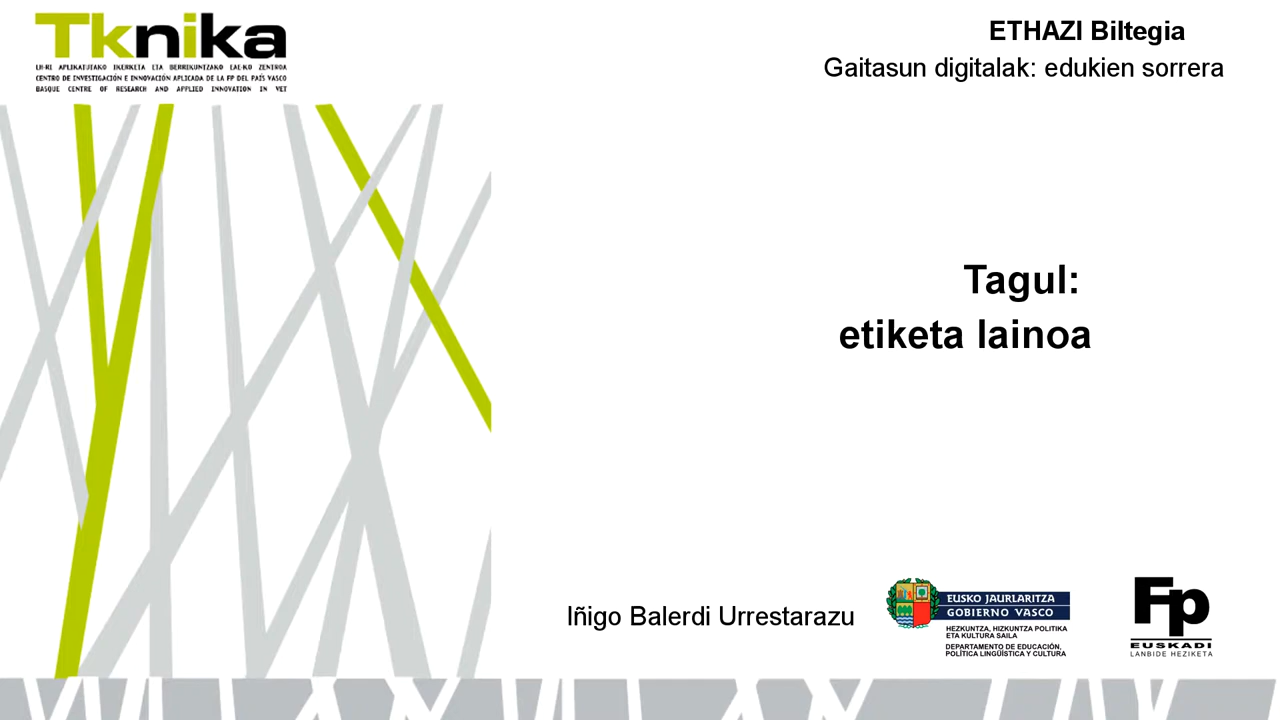 Tknika
LH-RI APLIKATUTAKO IKERKETA ETA BERRIKUNTZAKO EAE-KO ZENTROA
CENTRO DE INVESTIGACIÓN E INNOVACIÓN APLICADA DE LA FP DEL PAÍS VASCO
BASQUE CENTRE OF RESEARCH AND APPLIED INNOVATION IN VET
ETHAZI Biltegia
Gaitasun digitalak: edukien sorrera
Tagul:
etiketa lainoa
Iñigo Balerdi Urrestarazu
EUSKO JAURLARITZA
GOBIERNO VASCO
HEZKUNTZA, HIZKUNTZA POLITIKA
ETA KULTURA SAILA
DEPARTAMENTO DE EDUCACIÓN,
POLÍTICA LINGÜÍSTICA Y CULTURA
Fp
EUSKADI
LANBIDE HEZIKETA